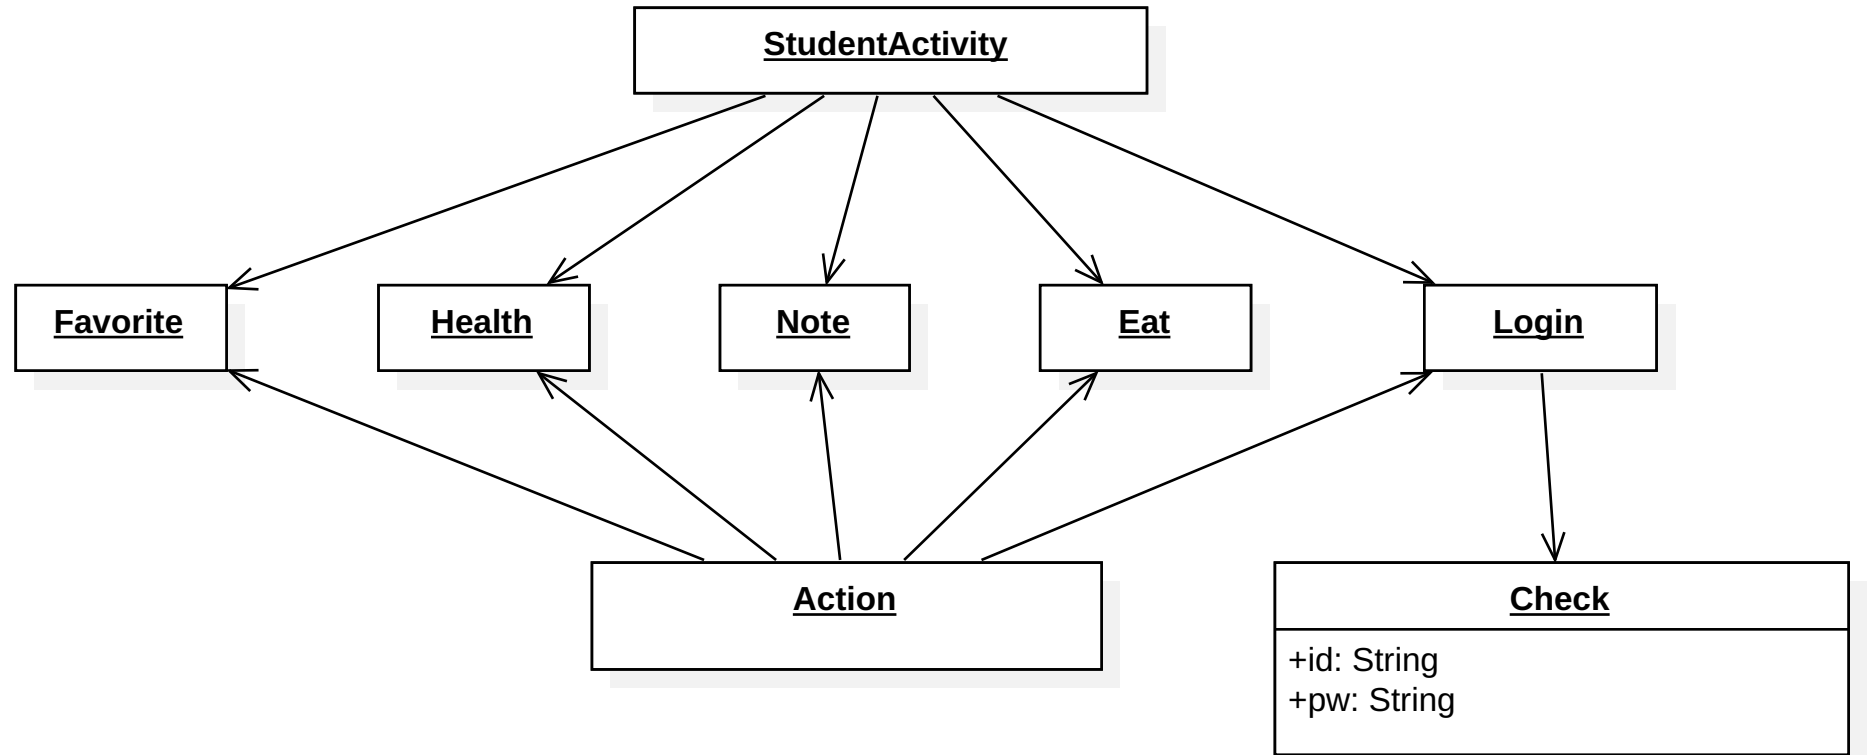 StudentActivity
Favorite
Health
Note
Eat
Login
Action
Check
+id: String
+pw: String